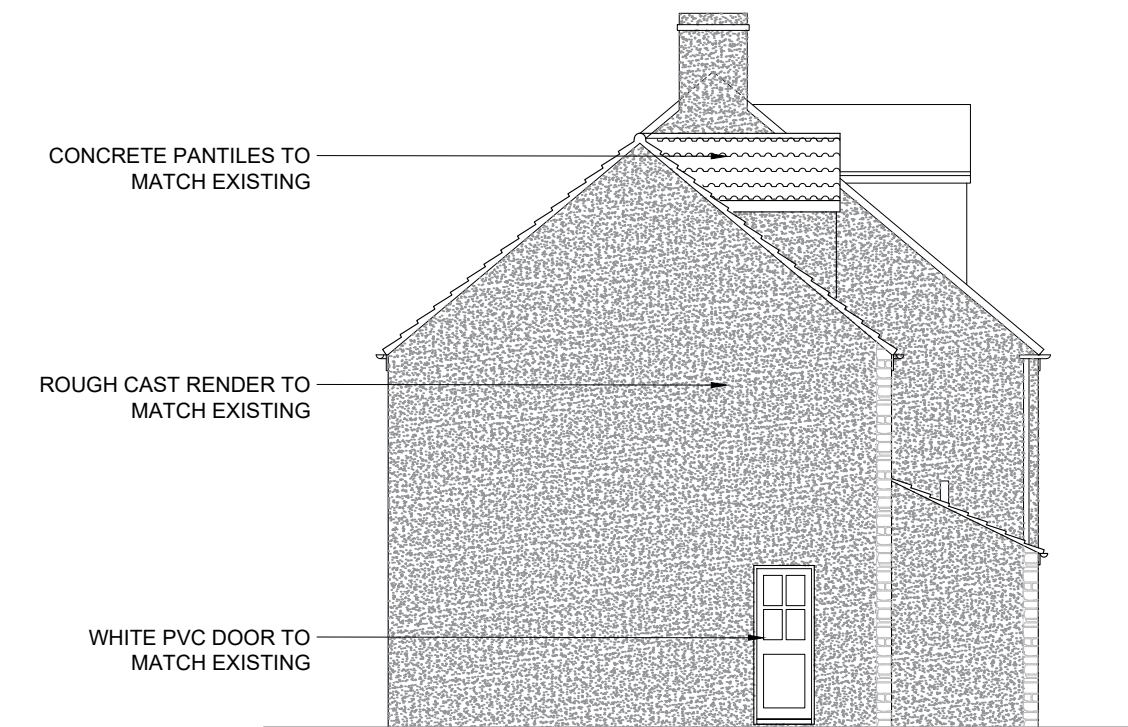 CONCRETE PANTILES TO
MATCH EXISTING
ROUGH CAST RENDER TO
MATCH EXISTING
WHITE PVC DOOR TO
MATCH EXISTING